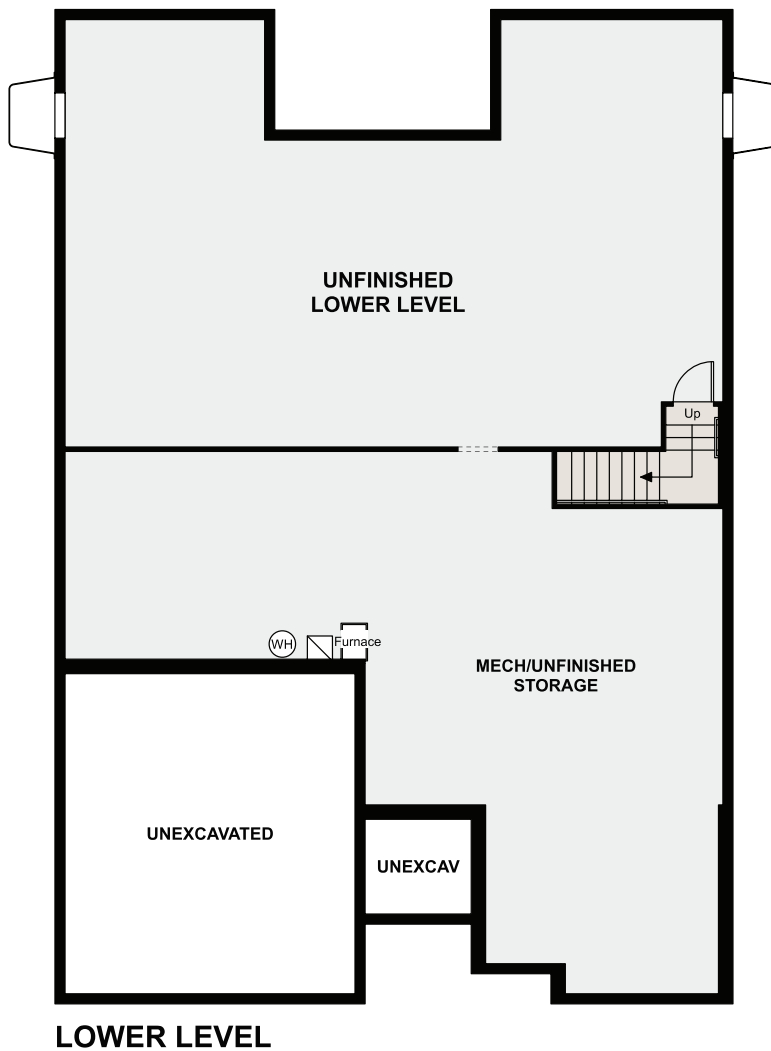 UNFINISHED
LOWER LEVEL
Up
WH
Furnace
MECH/UNFINISHED
STORAGE
UNEXCAVATED
UNEXCAV
LOWER LEVEL